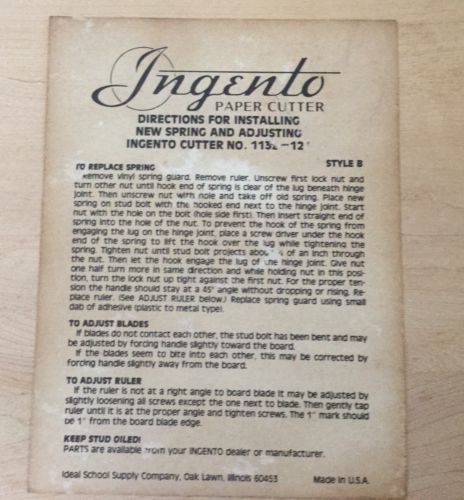 Ingento
PAPER CUTTER
DIRECTIONS FOR INSTALLING
NEW SPRING AND ADJUSTING
INGENTO CUTTER NO. 1132 -12"
STYLE B
TO REPLACE SPRING
Remove vinyl spring guard. Remove ruler. Unscrew first lock nut and
turn other nut until hook end of spring is clear of the lug beneath hinge
joint. Then unscrew nut with hole and take off old spring. Place new
spring on stud bolt with the hooked end next to the hinge joint. Start
nut with the hole on the bolt (hole side first). Then insert straight end of
spring into the hole of the nut. To prevent the hook of the spring from
engaging the lug on the hinge joint, place a screw driver under the hook
end of the spring to lift the hook over the lug while tightening the
spring. Tighten nut until stud bolt projects about of an inch through
the nut. Then let the hook engage the lug of the hinge joint. Give nut
one half turn more in same direction and while holding nut in this posi-
tion, turn the lock nut up tight against the first nut. For the proper ten-
sion the handle should stay at a 45° angle without dropping or rising. Re-
place ruler. (See ADJUST RULER below.) Replace spring guard using small
dab of adhesive (plastic to metal type).
TO ADJUST BLADES
If blades do not contact each other, the stud bolt has been bent and may
be adjusted by forcing handle slightly toward the board.
If the blades seem to bite into each other, this may be corrected by
forcing handle slightly away from the board.
TO ADJUST RULER
If the ruler is not at a right angle to board blade it may be adjusted by
slightly loosening all screws except the one next to blade. Then gently tap
ruler until it is at the proper angle and tighten screws. The 1" mark should
be 1" from the board blade edge.
KEEP STUD OILED!
PARTS are available from your INGENTO dealer or manufacturer.
Ideal School Supply Company, Oak Lawn, Illinois 60453
Made in U.S.A.